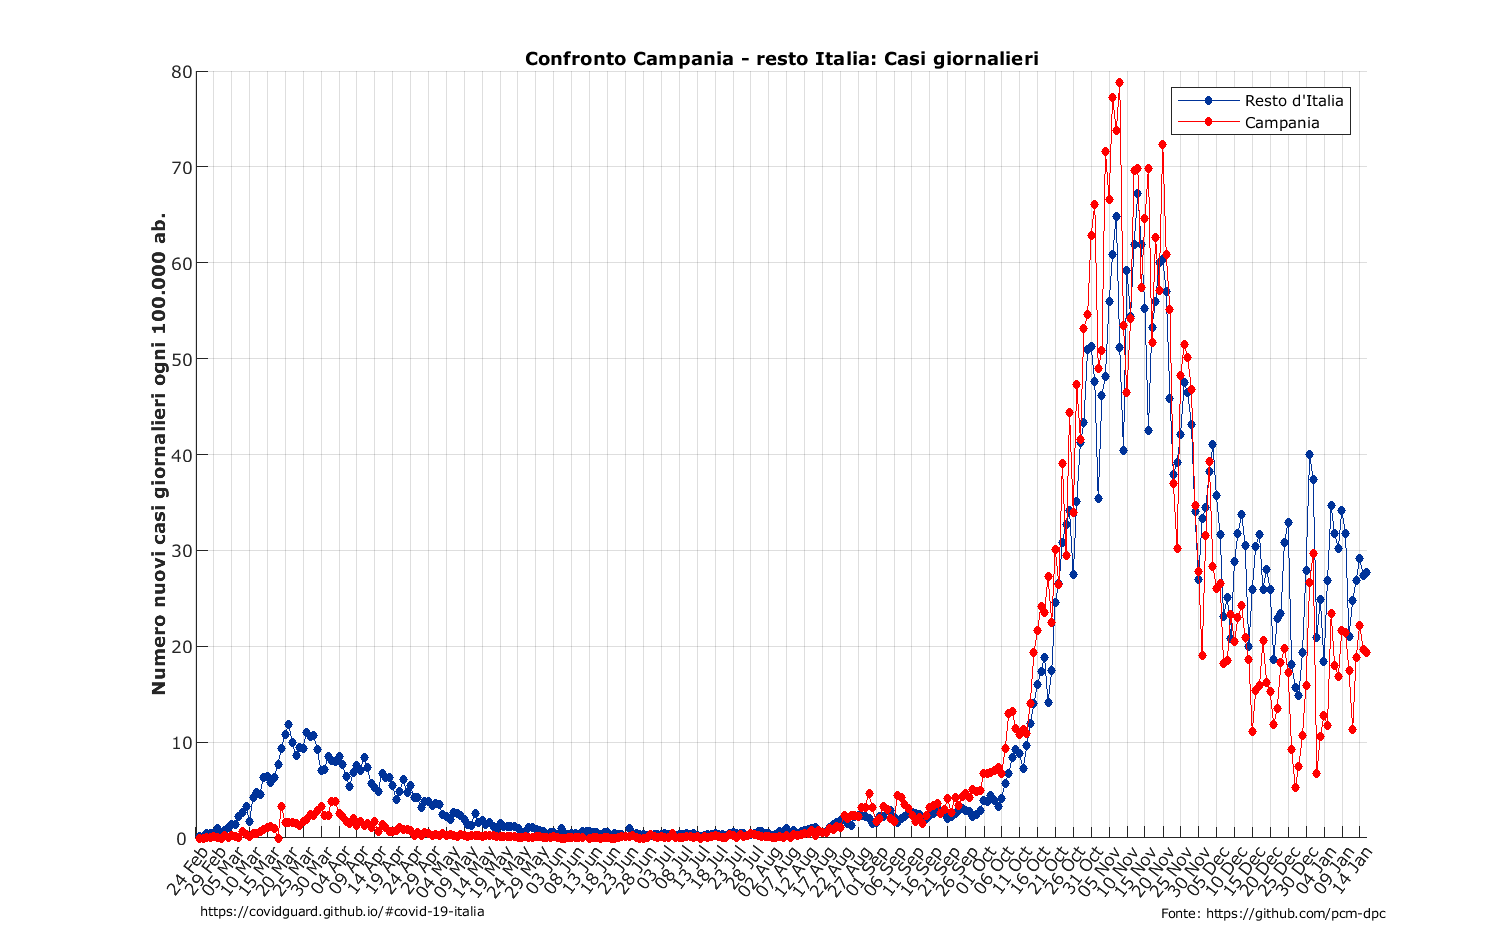 Confronto Campania - resto Italia: Casi giornalieri
Resto d'Italia
Campania
Numero nuovi casi giornalieri ogni 100.000 ab.
80
70
60
50
40
30
20
10
0
24 Feb
29 Feb
05 Mar
10 Mar
15 Mar
20 Mar
25 Mar
30 Mar
04 Apr
09 Apr
14 Apr
19 Apr
24 Apr
29 Apr
04 May
09 May
14 May
19 May
24 May
29 May
03 Jun
08 Jun
13 Jun
18 Jun
23 Jun
28 Jun
03 Jul
08 Jul
13 Jul
18 Jul
23 Jul
28 Jul
02 Aug
07 Aug
12 Aug
17 Aug
22 Aug
27 Aug
01 Sep
06 Sep
11 Sep
16 Sep
21 Sep
26 Sep
01 Oct
06 Oct
11 Oct
16 Oct
21 Oct
26 Oct
31 Oct
05 Nov
10 Nov
15 Nov
20 Nov
25 Nov
30 Nov
05 Dec
10 Dec
15 Dec
20 Dec
25 Dec
30 Dec
04 Jan
09 Jan
14 Jan
https://covidguard.github.io/#covid-19-italia
Fonte: https://github.com/pcm-dpc